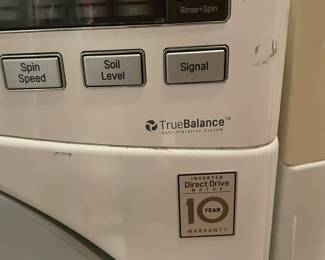 Rinse+Spin
Spin
Speed
Soil
Level
Signal
TrueBalance™
Anti-Vibration System
INVERTER
Direct Drive
MOTOR
10 YEAR
WARRANTY